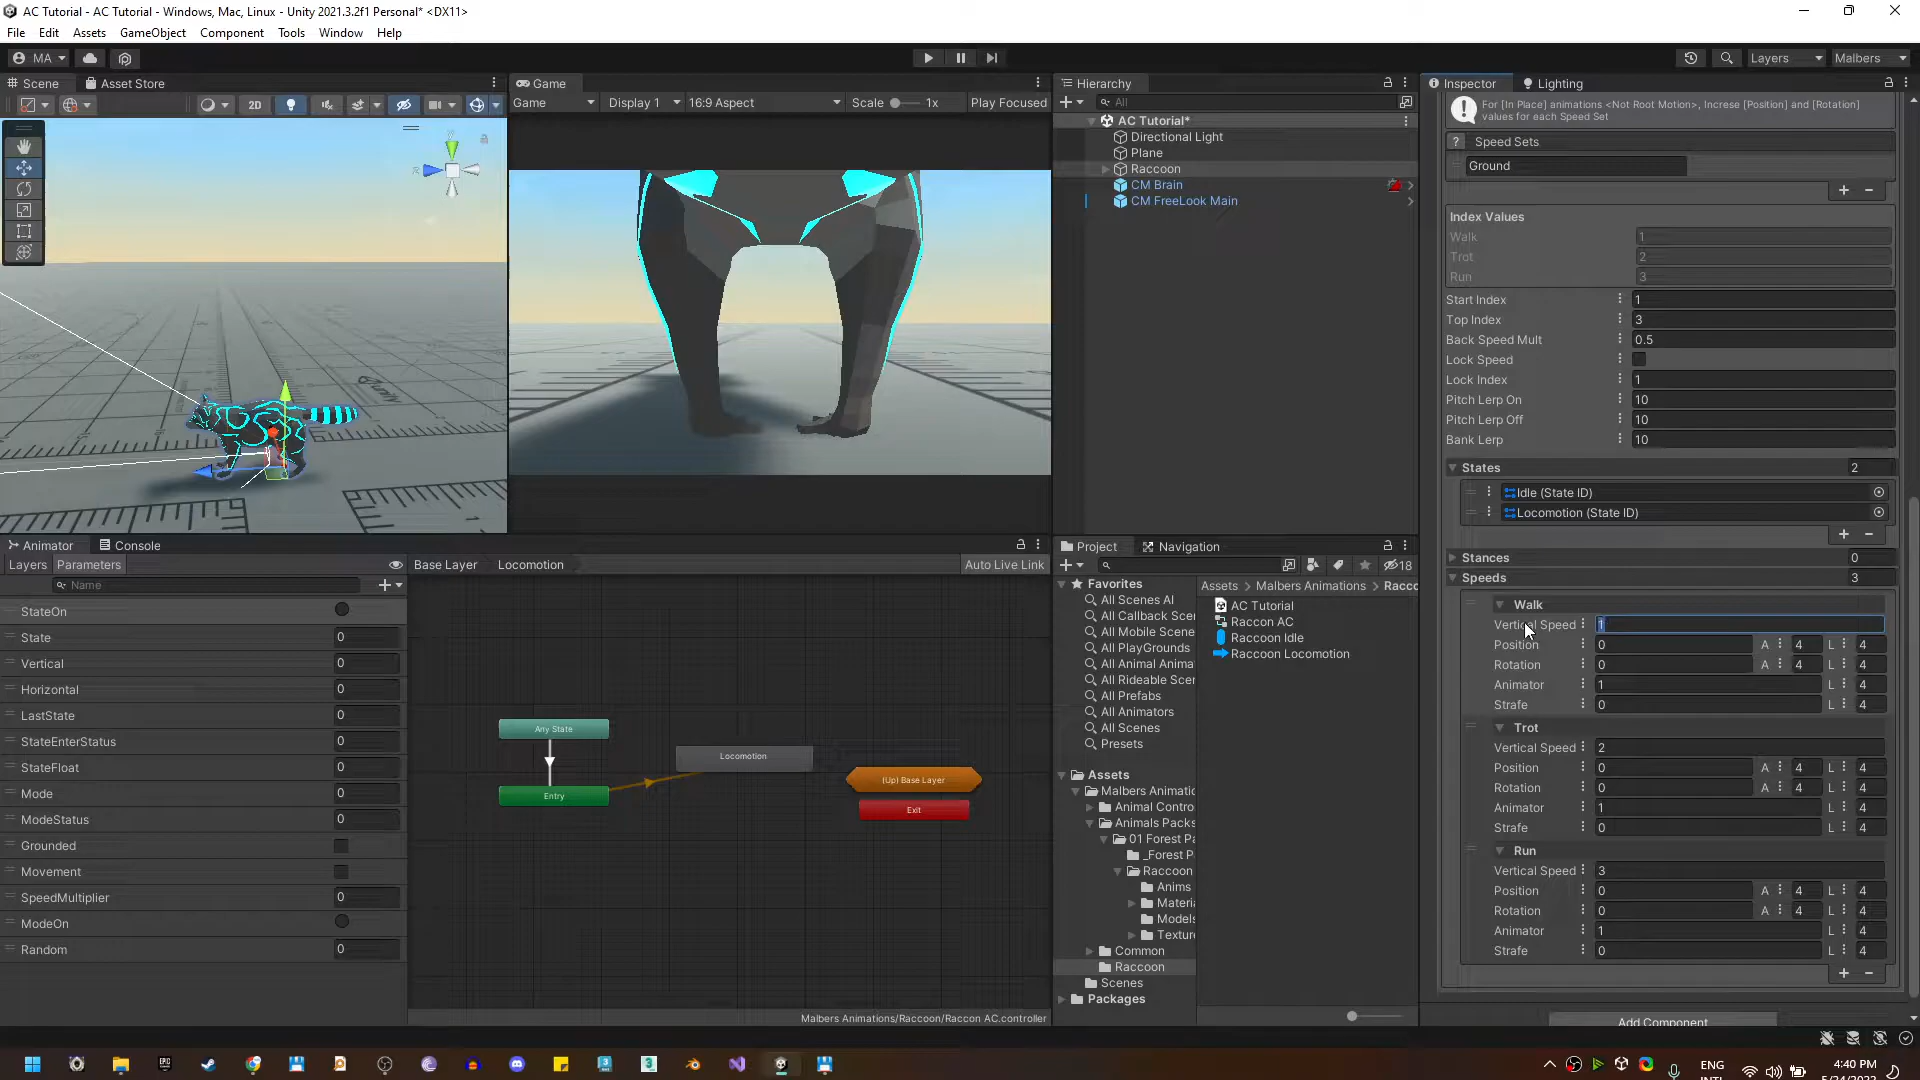 AC Tutorial - AC Tutorial - Windows, Mac, Linux - Unity 2021.3.2f1 Personal* <DX11>
File Edit Assets GameObject Component Tools Window Help
MA Layers Malbers
Scene Asset Store
2D
Game
Game Display 1 16:9 Aspect Scale 1x Play Focused
Hierarchy
All
AC Tutorial*
Directional Light
Plane
Raccoon
CM Brain
CM FreeLook Main
Inspector Lighting
For [In Place] animations <Not Root Motion>, Increse [Position] and [Rotation]
values for each Speed Set
? Speed Sets
Ground
Index Values
Walk 1
Trot 2
Run 3
Start Index 1
Top Index 3
Back Speed Mult 0.5
Lock Speed
Lock Index 1
Pitch Lerp On 10
Pitch Lerp Off 10
Bank Lerp 10
States 2
Idle (State ID)
Locomotion (State ID)
Stances 0
Speeds 3
Walk
Vertical Speed 1
Position 0 A 4 L 4
Rotation 0 A 4 L 4
Animator 1 L 4
Strafe 0 L 4
Trot
Vertical Speed 2
Position 0 A 4 L 4
Rotation 0 A 4 L 4
Animator 1 L 4
Strafe 0 L 4
Run
Vertical Speed 3
Position 0 A 4 L 4
Rotation 0 A 4 L 4
Animator 1 L 4
Strafe 0 L 4
Add Component
Animator Console
Layers Parameters
Base Layer Locomotion Auto Live Link
Name
StateOn
State 0
Vertical 0
Horizontal 0
LastState 0
StateEnterStatus 0
StateFloat 0
Mode 0
ModeStatus 0
Grounded
Movement
SpeedMultiplier 0
ModeOn
Random 0
Any State
Locomotion
Entry
(Up) Base Layer
Exit
Malbers Animations/Raccoon/Raccon AC.controller
Project Navigation
18
Favorites
All Scenes AI
All Callback Scer
All Mobile Scene
All PlayGrounds
All Animal Anima
All Rideable Scer
All Prefabs
All Animators
All Scenes
Presets
Assets
Malbers Animatic
Animal Contro
Animals Packs
01 Forest Pa
_Forest P
Raccoon
Anims
Materia
Models
Texture
Common
Raccoon
Scenes
Packages
Assets > Malbers Animations > Racco
AC Tutorial
Raccon AC
Raccoon Idle
Raccoon Locomotion
ENG
INTL
4:40 PM
5/24/2022